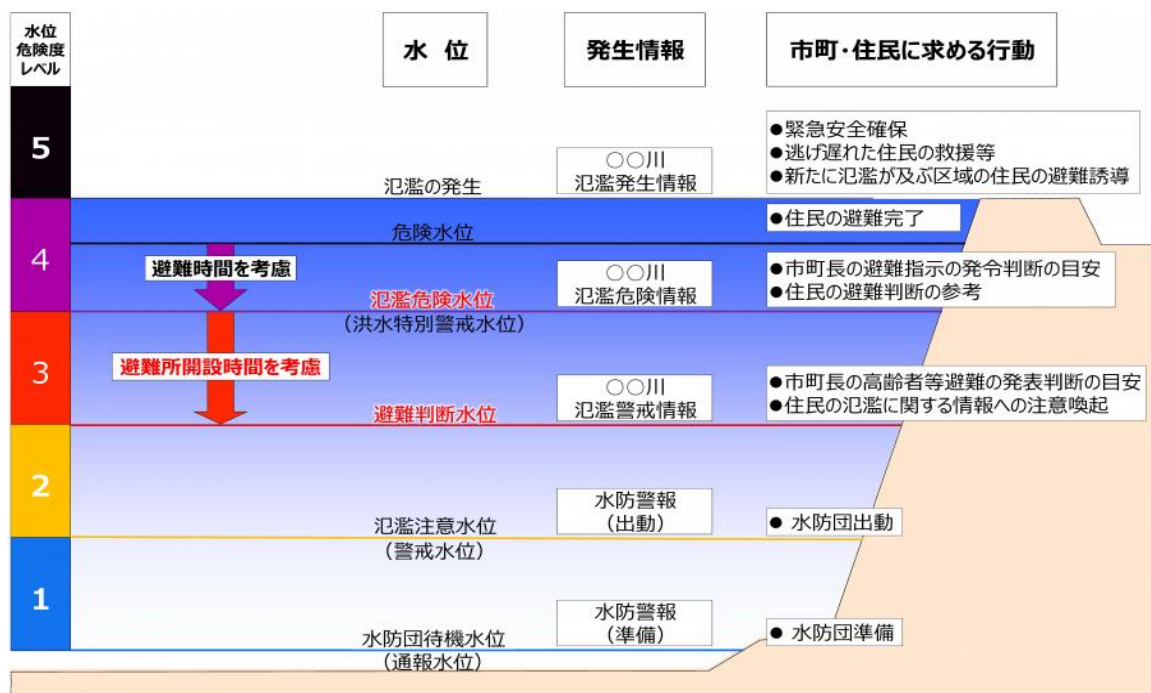 水位
危険度
レベル
水 位
発生情報
市町・住民に求める行動
5
氾濫の発生
○○川
氾濫発生情報
●緊急安全確保
●逃げ遅れた住民の救援等
●新たに氾濫が及ぶ区域の住民の避難誘導
4
危険水位
●住民の避難完了
避難時間を考慮
氾濫危険水位
（洪水特別警戒水位）
○○川
氾濫危険情報
●市町長の避難指示の発令判断の目安
●住民の避難判断の参考
3
避難所開設時間を考慮
避難判断水位
○○川
氾濫警戒情報
●市町長の高齢者等避難の発表判断の目安
●住民の氾濫に関する情報への注意喚起
2
氾濫注意水位
（警戒水位）
水防警報
（出動）
● 水防団出動
1
水防団待機水位
（通報水位）
水防警報
（準備）
● 水防団準備